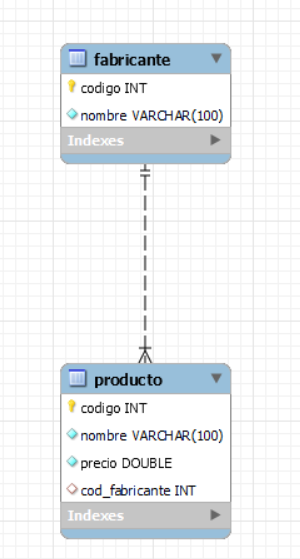 fabricante
codigo INT
nombre VARCHAR(100)
Indexes
producto
codigo INT
nombre VARCHAR(100)
precio DOUBLE
cod_fabricante INT
Indexes